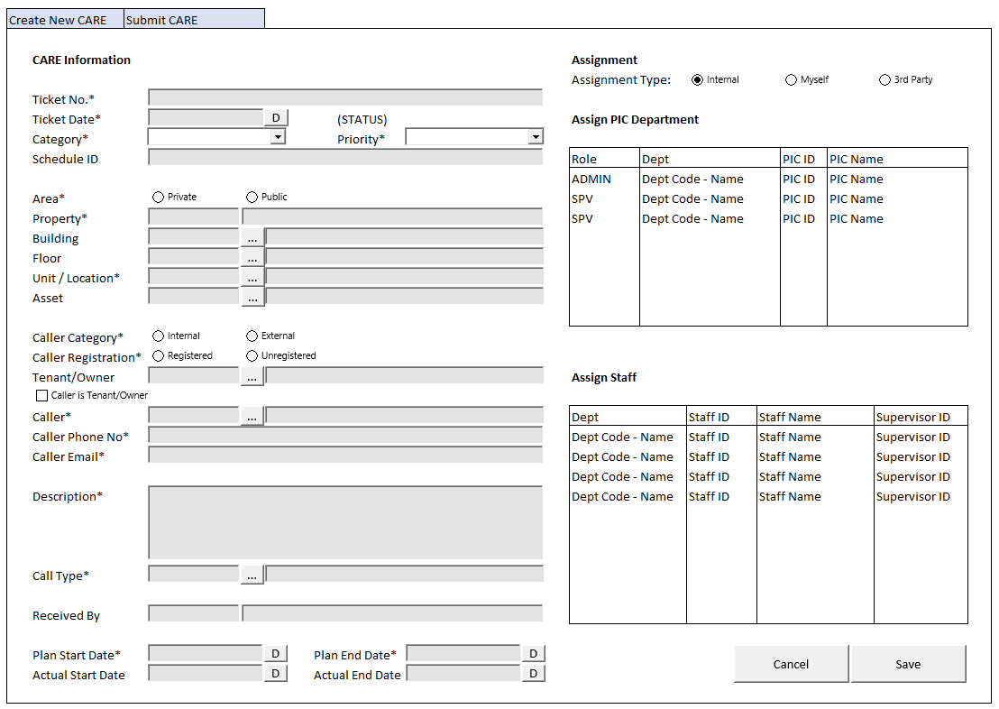 Create New CARE Submit CARE
CARE Information
Ticket No.*
Ticket Date* D (STATUS)
Category* Priority*
Schedule ID
Area* Private Public
Property*
Building ...
Floor ...
Unit / Location* ...
Asset ...
Caller Category* Internal External
Caller Registration* Registered Unregistered
Tenant/Owner ...
Caller is Tenant/Owner
Caller* ...
Caller Phone No*
Caller Email*
Description*
Call Type* ...
Received By
Plan Start Date* D Plan End Date* D
Actual Start Date D Actual End Date D
Assignment
Assignment Type: Internal Myself 3rd Party
Assign PIC Department
Role Dept PIC ID PIC Name
ADMIN Dept Code - Name PIC ID PIC Name
SPV Dept Code - Name PIC ID PIC Name
SPV Dept Code - Name PIC ID PIC Name
Assign Staff
Dept Staff ID Staff Name Supervisor ID
Dept Code - Name Staff ID Staff Name Supervisor ID
Dept Code - Name Staff ID Staff Name Supervisor ID
Dept Code - Name Staff ID Staff Name Supervisor ID
Dept Code - Name Staff ID Staff Name Supervisor ID
Cancel Save